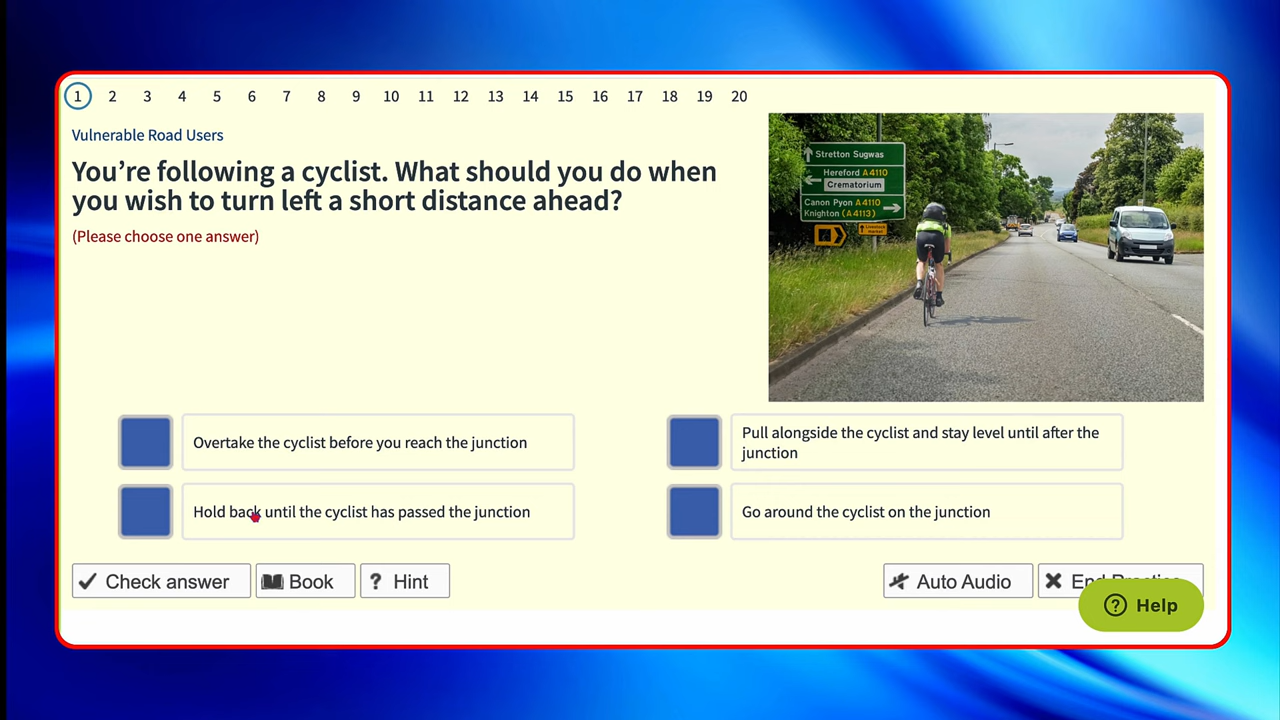 1 2 3 4 5 6 7 8 9 10 11 12 13 14 15 16 17 18 19 20
Vulnerable Road Users
You’re following a cyclist. What should you do when
you wish to turn left a short distance ahead?
(Please choose one answer)
Stretton Sugwas
Hereford A4110
Crematorium
Canon Pyon A4110
Knighton (A4113)
Livestock
Market
Overtake the cyclist before you reach the junction
Pull alongside the cyclist and stay level until after the
junction
Hold back until the cyclist has passed the junction
Go around the cyclist on the junction
Check answer
Book
? Hint
Auto Audio
End Practice
? Help